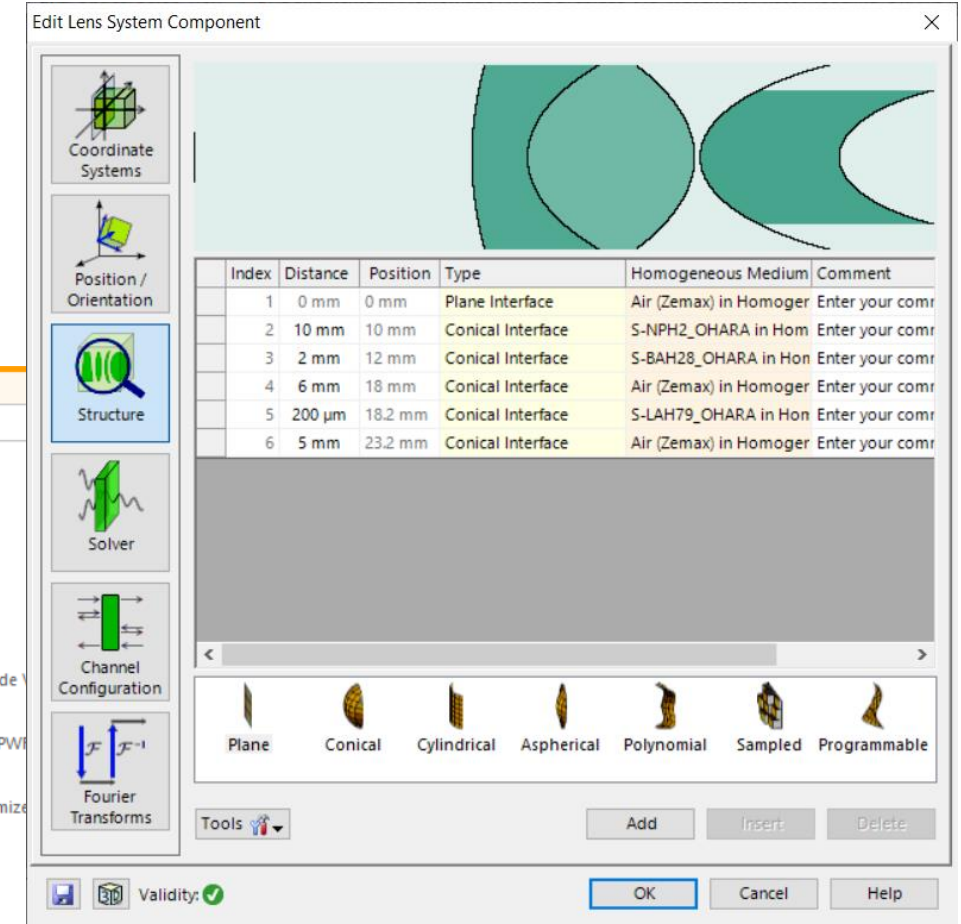 Edit Lens System Component
Coordinate
Systems
Position /
Orientation
Structure
Solver
Channel
Configuration
Fourier
Transforms
Index Distance Position Type Homogeneous Medium Comment
1 0 mm 0 mm Plane Interface Air (Zemax) in Homoger Enter your comr
2 10 mm 10 mm Conical Interface S-NPH2_OHARA in Hom Enter your comr
3 2 mm 12 mm Conical Interface S-BAH28_OHARA in Hon Enter your comr
4 6 mm 18 mm Conical Interface Air (Zemax) in Homoger Enter your comr
5 200 µm 18.2 mm Conical Interface S-LAH79_OHARA in Hon Enter your comr
6 5 mm 23.2 mm Conical Interface Air (Zemax) in Homoger Enter your comr
Plane Conical Cylindrical Aspherical Polynomial Sampled Programmable
Tools Add Insert Delete
3D Validity: OK Cancel Help